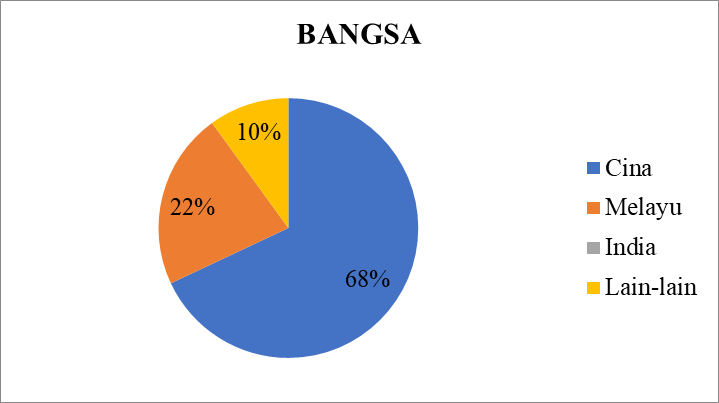 BANGSA
10%
22%
68%
Cina
Melayu
India
Lain-lain